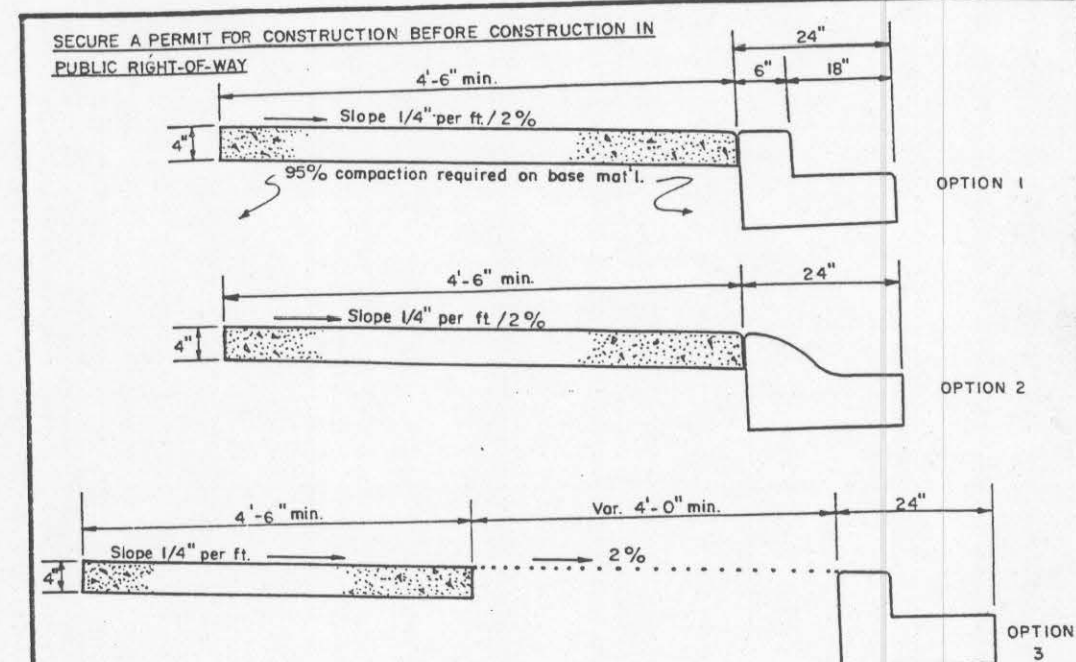 SECURE A PERMIT FOR CONSTRUCTION BEFORE CONSTRUCTION IN
PUBLIC RIGHT-OF-WAY
24"
4'-6" min.
6"
18"
Slope 1/4" per ft./2%
4"
95% compaction required on base mat'l.
OPTION 1
4'-6" min.
24"
Slope 1/4" per ft./2%
4"
OPTION 2
4'-6" min.
Var. 4'-0" min.
24"
Slope 1/4" per ft.
2%
4"
OPTION
3